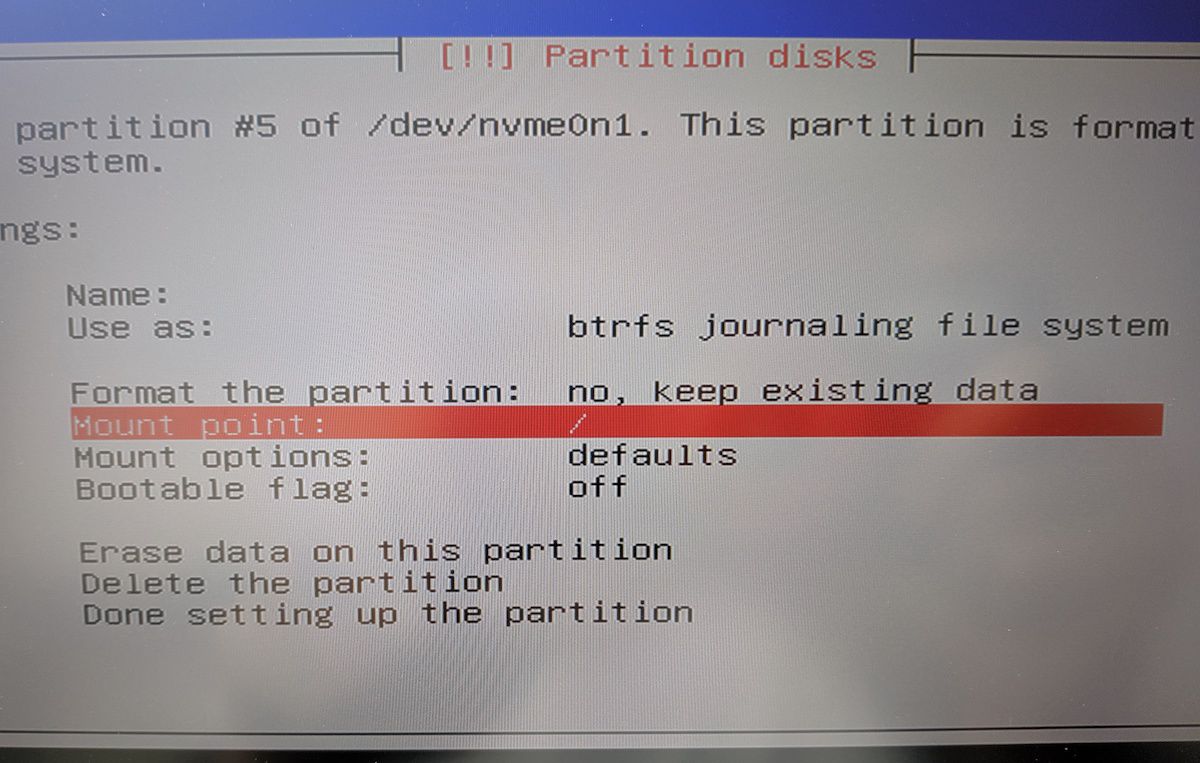 [!!] Partition disks
partition #5 of /dev/nvme0n1. This partition is format
system.
ngs:
Name:
Use as: btrfs journaling file system
Format the partition: no, keep existing data
Mount point: /
Mount options: defaults
Bootable flag: off
Erase data on this partition
Delete the partition
Done setting up the partition